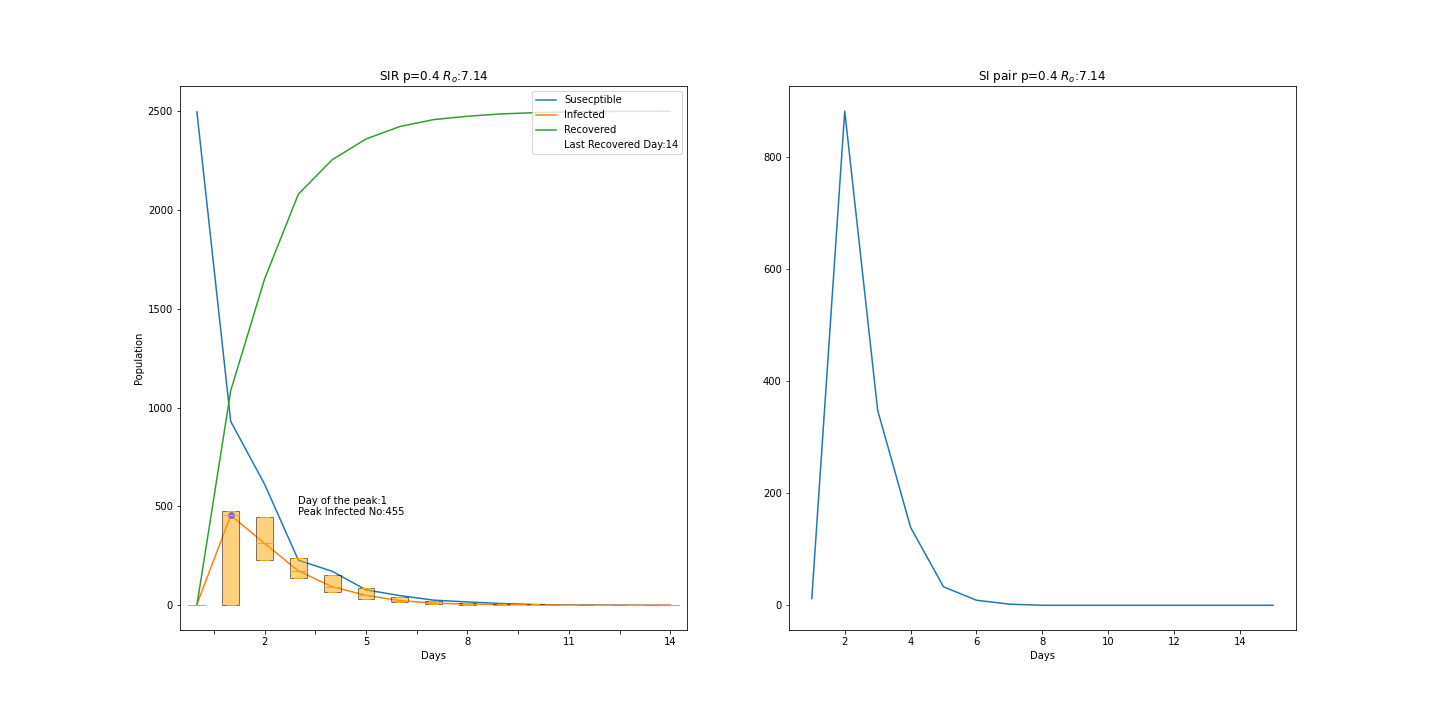 SIR p=0.4 Ro:7.14
Susecptible
Infected
Recovered
Last Recovered Day:14
2500
2000
1500
1000
500
0
Population
Day of the peak:1
Peak Infected No:455
2 5 8 11 14
Days
SI pair p=0.4 Ro:7.14
800
600
400
200
0
2 4 6 8 10 12 14
Days